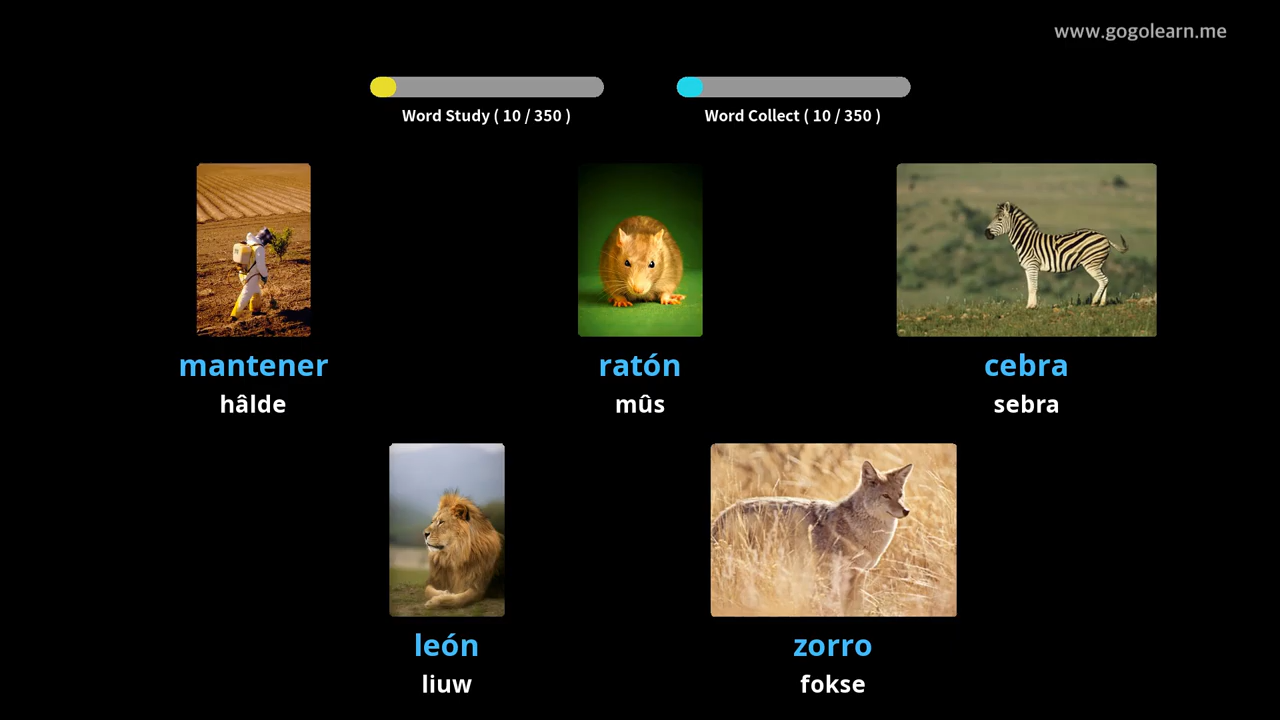 www.gogolearn.me
Word Study ( 10 / 350 )
Word Collect ( 10 / 350 )
mantener
hâlde
ratón
mûs
cebra
sebra
león
liuw
zorro
fokse